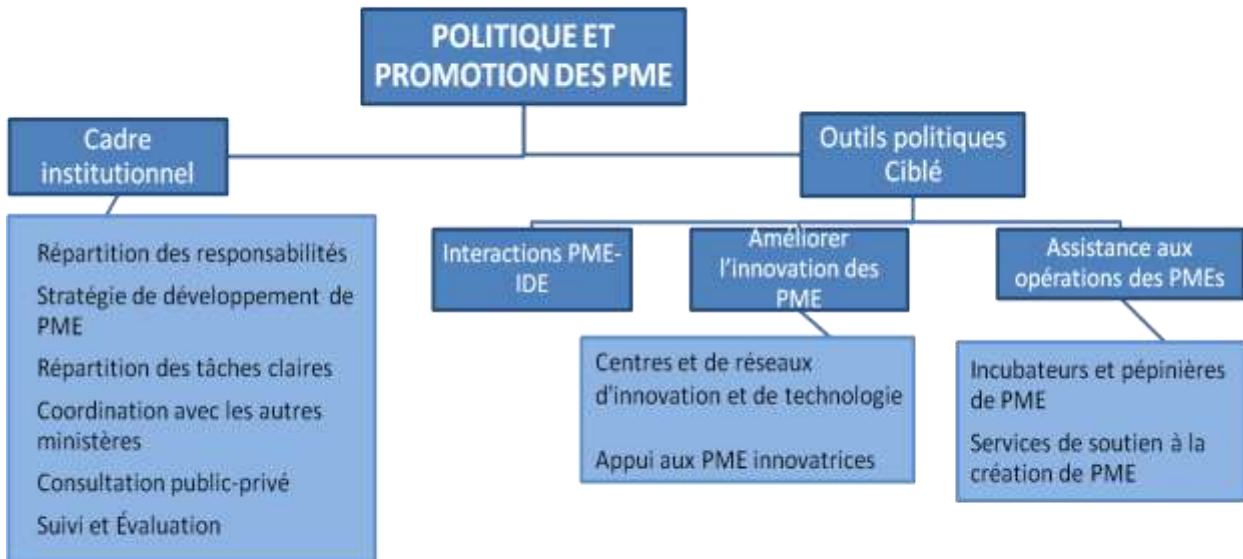 POLITIQUE ET
PROMOTION DES PME
Cadre
institutionnel
Répartition des responsabilités
Stratégie de développement de
PME
Répartition des tâches claires
Coordination avec les autres
ministères
Consultation public-privé
Suivi et Évaluation
Outils politiques
Ciblé
Interactions PME-
IDE
Améliorer
l'innovation des
PME
Centres et de réseaux
d'innovation et de technologie
Appui aux PME innovatrices
Assistance aux
opérations des PMEs
Incubateurs et pépinières
de PME
Services de soutien à la
création de PME